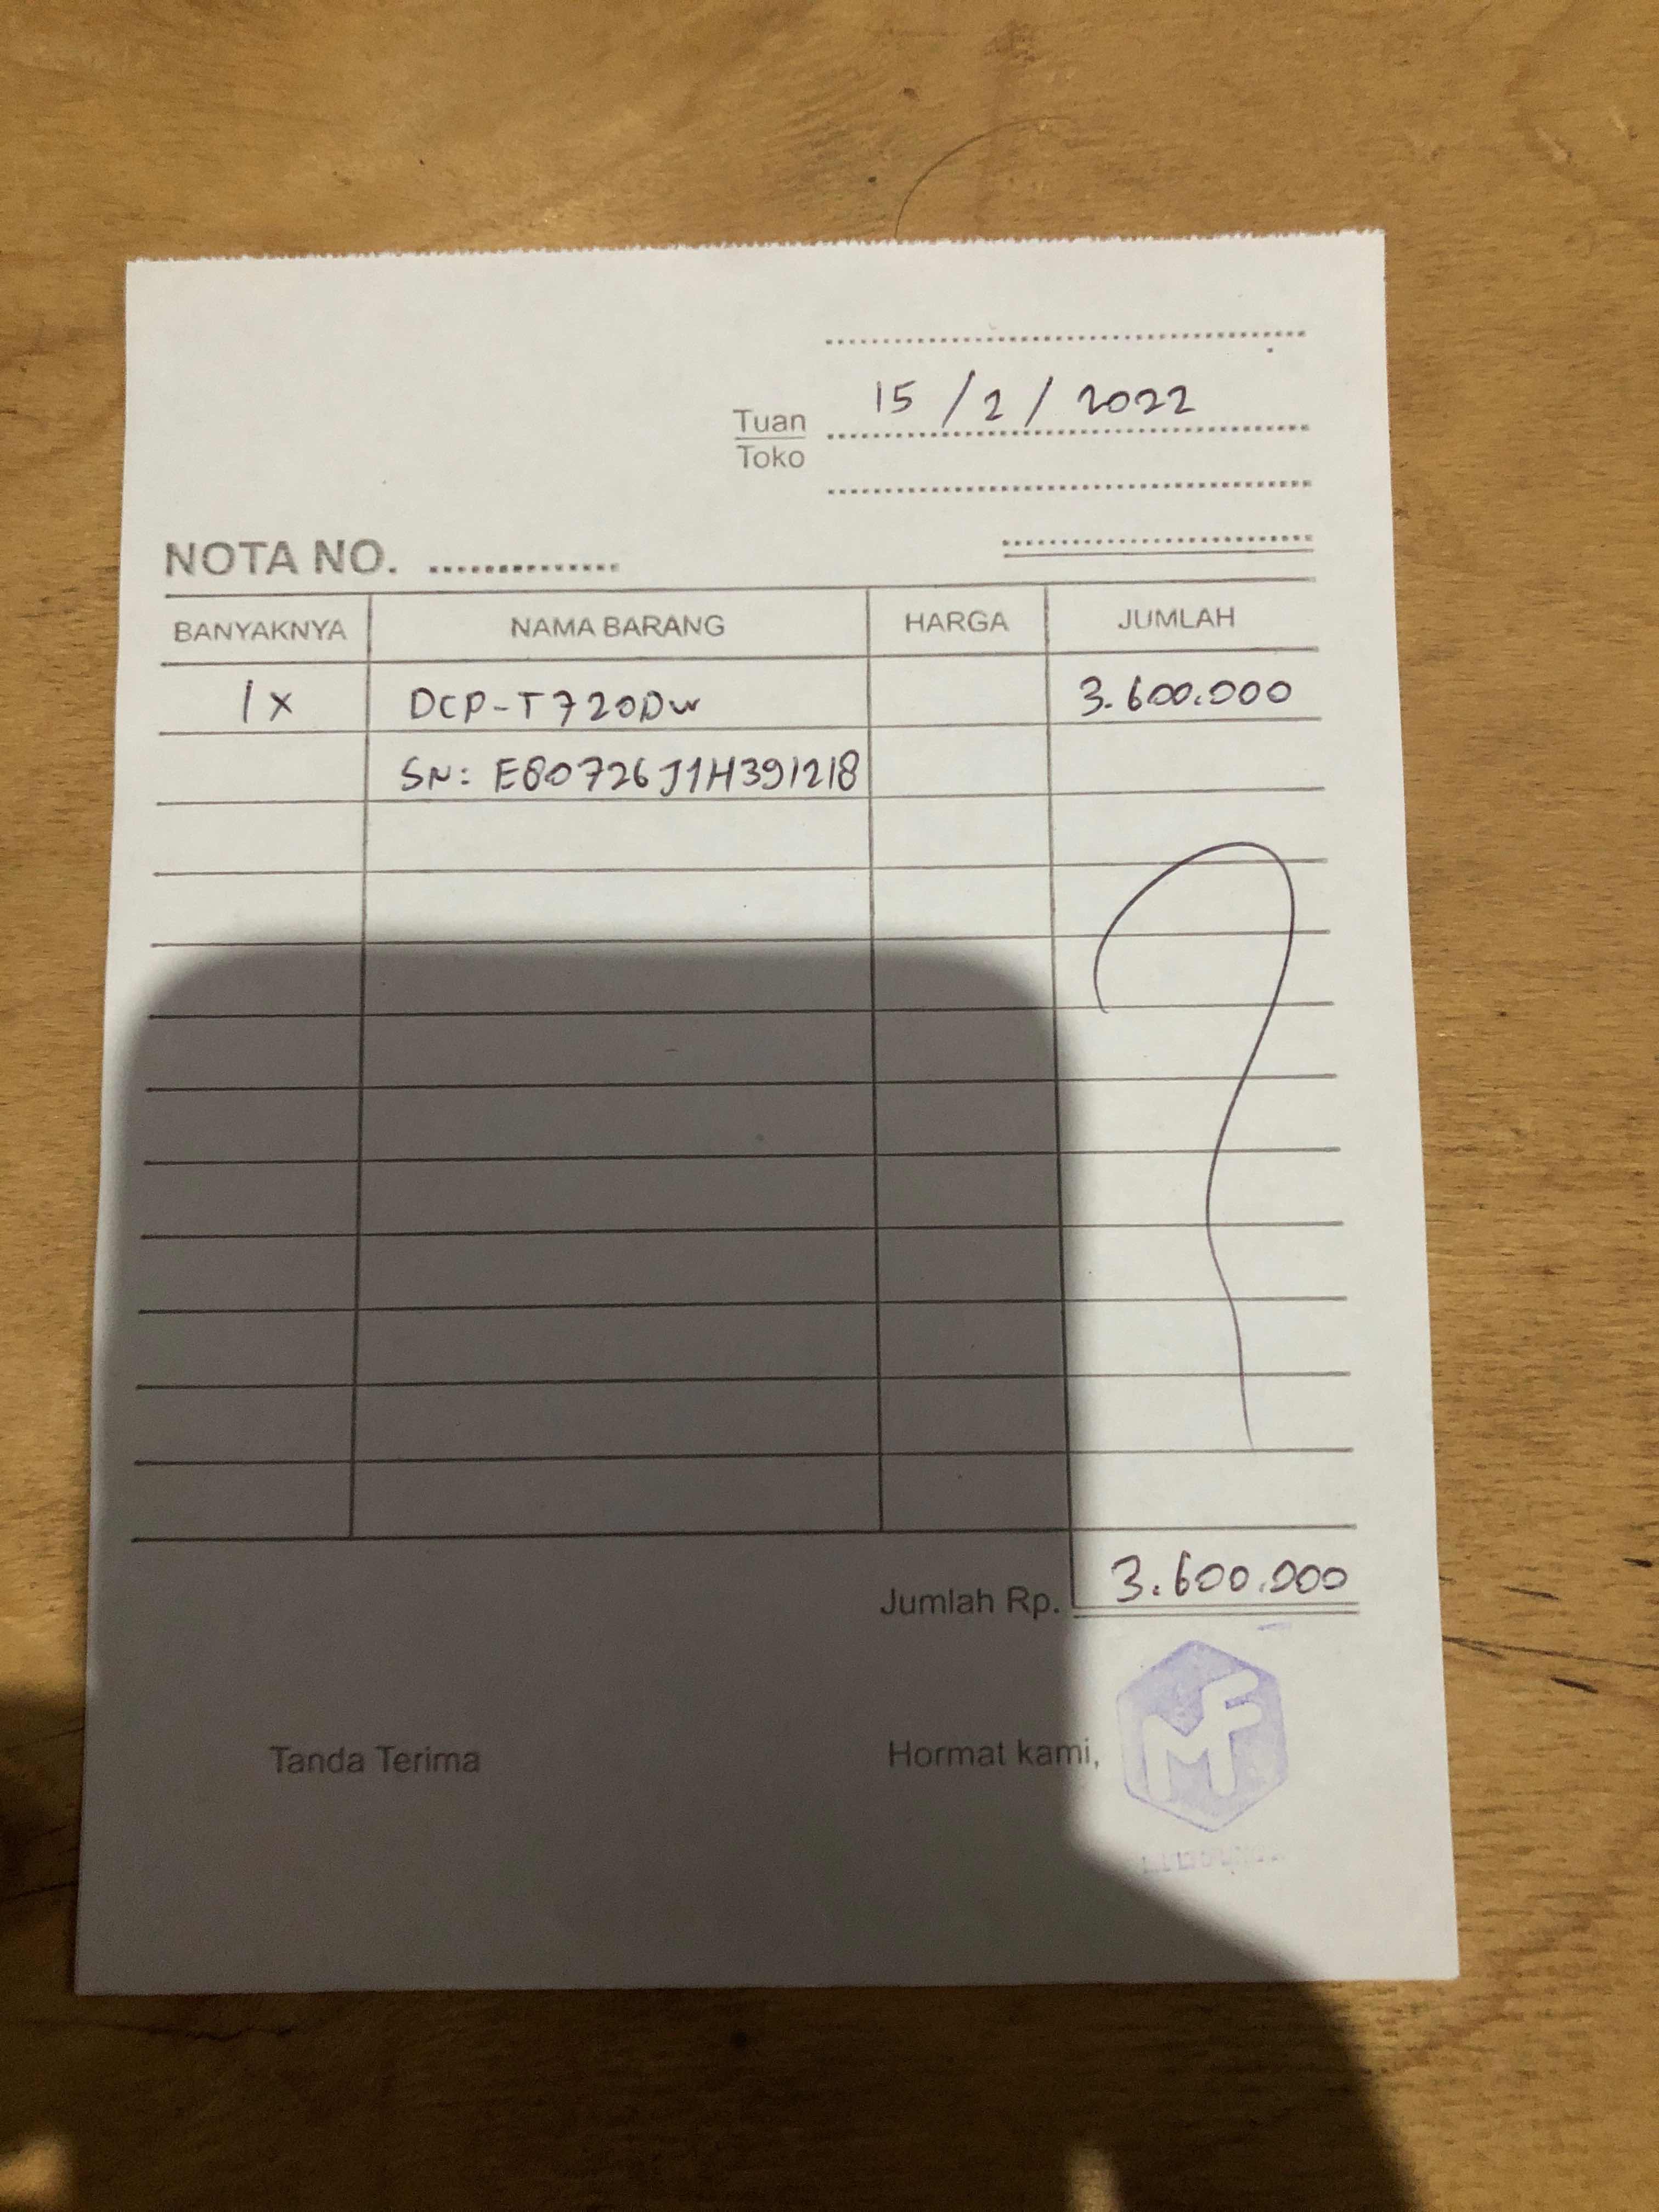 15 / 2 / 2022
Tuan
Toko
NOTA NO.
BANYAKNYA NAMA BARANG HARGA JUMLAH
1x DCP-T720DW 3.600.000
SN: E80726J1H391218
Jumlah Rp. 3.600.000
Tanda Terima Hormat kami,
MF